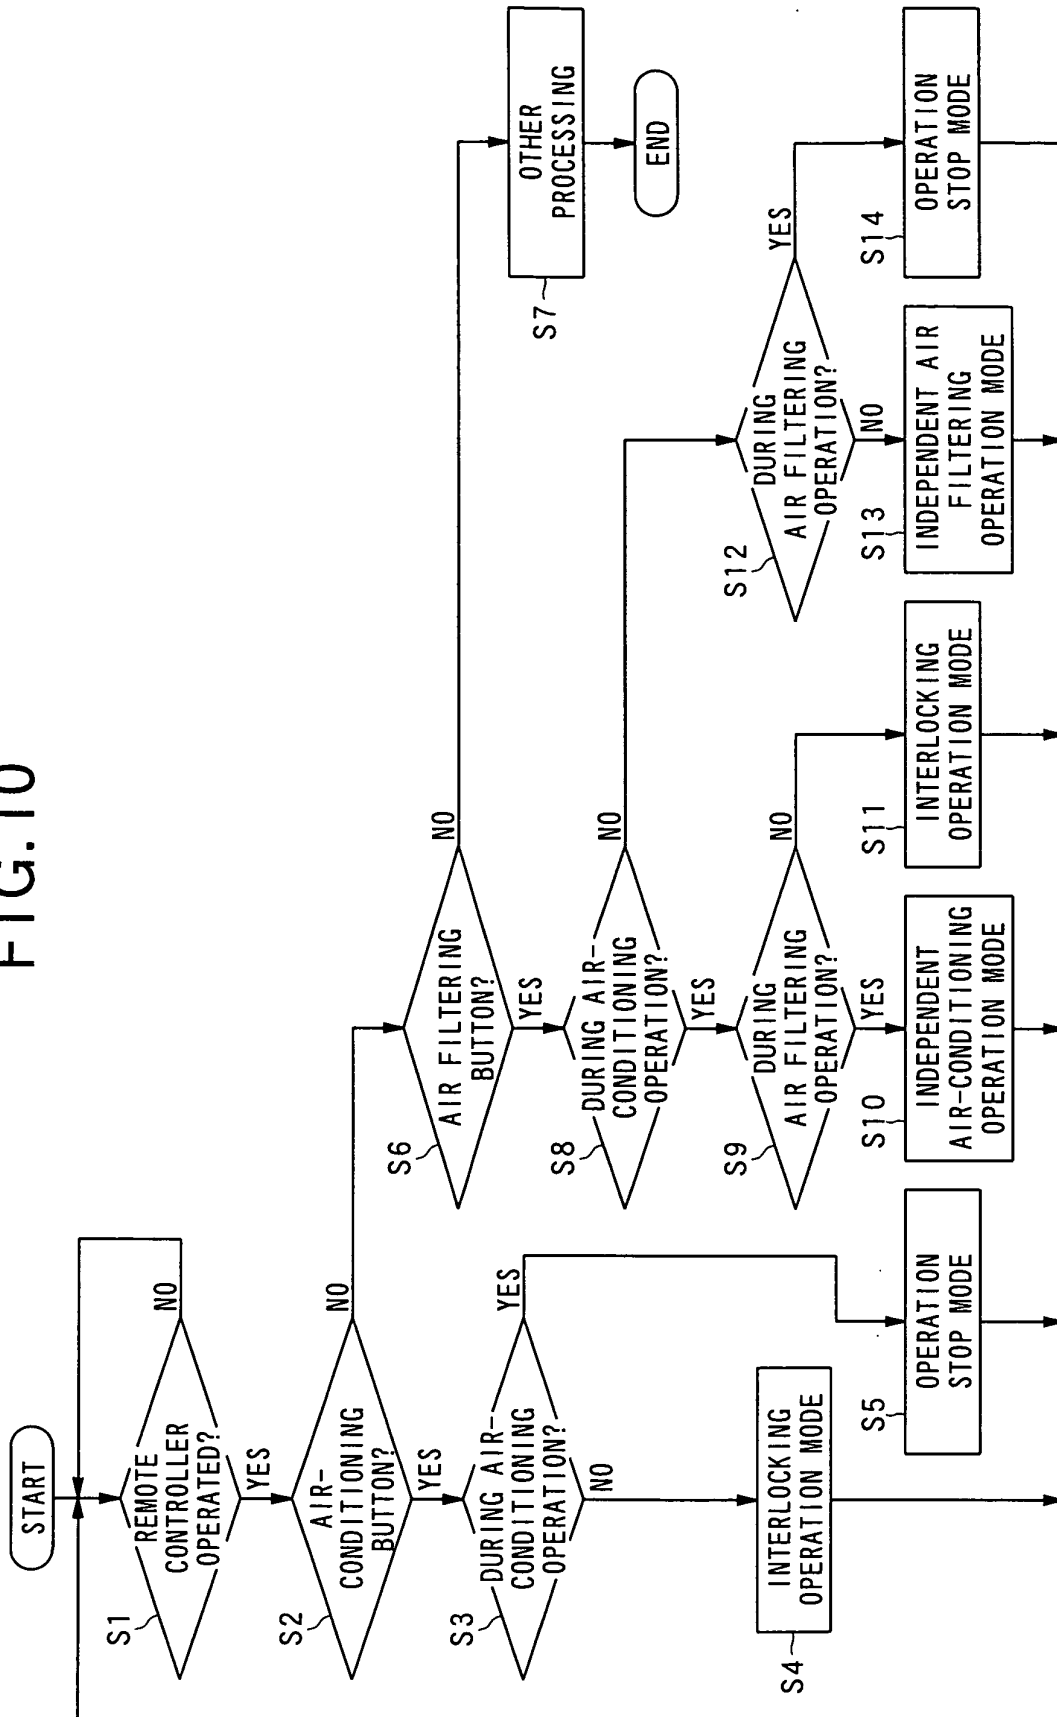 FIG.10
START
REMOTE
CONTROLLER
OPERATED?
S1
NO
YES
AIR-
CONDITIONING
BUTTON?
S2
NO
YES
DURING AIR-
CONDITIONING
OPERATION?
S3
YES
NO
INTERLOCKING
OPERATION MODE
S4
OPERATION
STOP MODE
S5
AIR FILTERING
BUTTON?
S6
NO
YES
OTHER
PROCESSING
S7
END
DURING AIR-
CONDITIONING
OPERATION?
S8
NO
YES
DURING
AIR FILTERING
OPERATION?
S9
NO
YES
INDEPENDENT
AIR-CONDITIONING
OPERATION MODE
S10
INTERLOCKING
OPERATION MODE
S11
DURING
AIR FILTERING
OPERATION?
S12
YES
NO
INDEPENDENT AIR
FILTERING
OPERATION MODE
S13
OPERATION
STOP MODE
S14